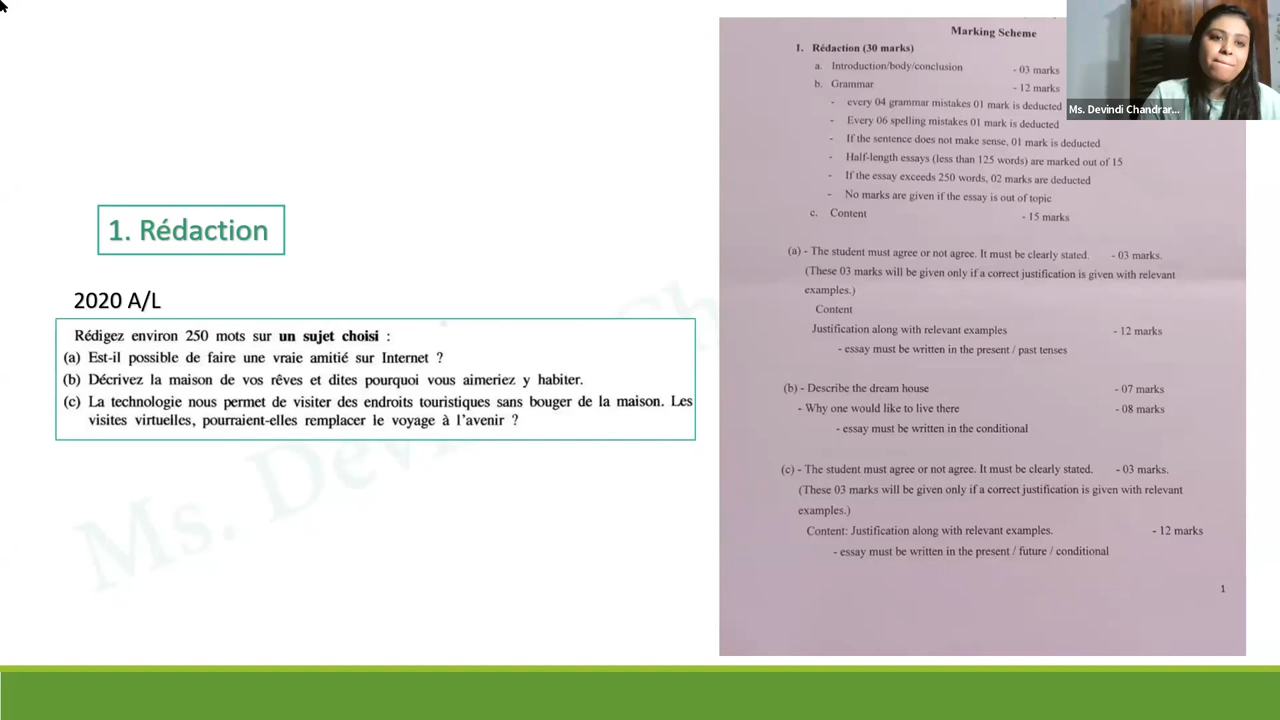 1. Rédaction
2020 A/L
Rédigez environ 250 mots sur un sujet choisi :
(a) Est-il possible de faire une vraie amitié sur Internet ?
(b) Décrivez la maison de vos rêves et dites pourquoi vous aimeriez y habiter.
(c) La technologie nous permet de visiter des endroits touristiques sans bouger de la maison. Les
visites virtuelles, pourraient-elles remplacer le voyage à l'avenir ?
Ms. Devi
Marking Scheme
1. Rédaction (30 marks)
a. Introduction/body/conclusion - 03 marks
b. Grammar - 12 marks
- every 04 grammar mistakes 01 mark is deducted
- Every 06 spelling mistakes 01 mark is deducted
- If the sentence does not make sense, 01 mark is deducted
- Half-length essays (less than 125 words) are marked out of 15
- If the essay exceeds 250 words, 02 marks are deducted
- No marks are given if the essay is out of topic
c. Content - 15 marks
(a) - The student must agree or not agree. It must be clearly stated. - 03 marks.
(These 03 marks will be given only if a correct justification is given with relevant
examples.)
Content
Justification along with relevant examples - 12 marks
- essay must be written in the present / past tenses
(b) - Describe the dream house - 07 marks
- Why one would like to live there - 08 marks
- essay must be written in the conditional
(c) - The student must agree or not agree. It must be clearly stated. - 03 marks.
(These 03 marks will be given only if a correct justification is given with relevant
examples.)
Content: Justification along with relevant examples. - 12 marks
- essay must be written in the present / future / conditional
1
Ms. Devindi Chandrar...